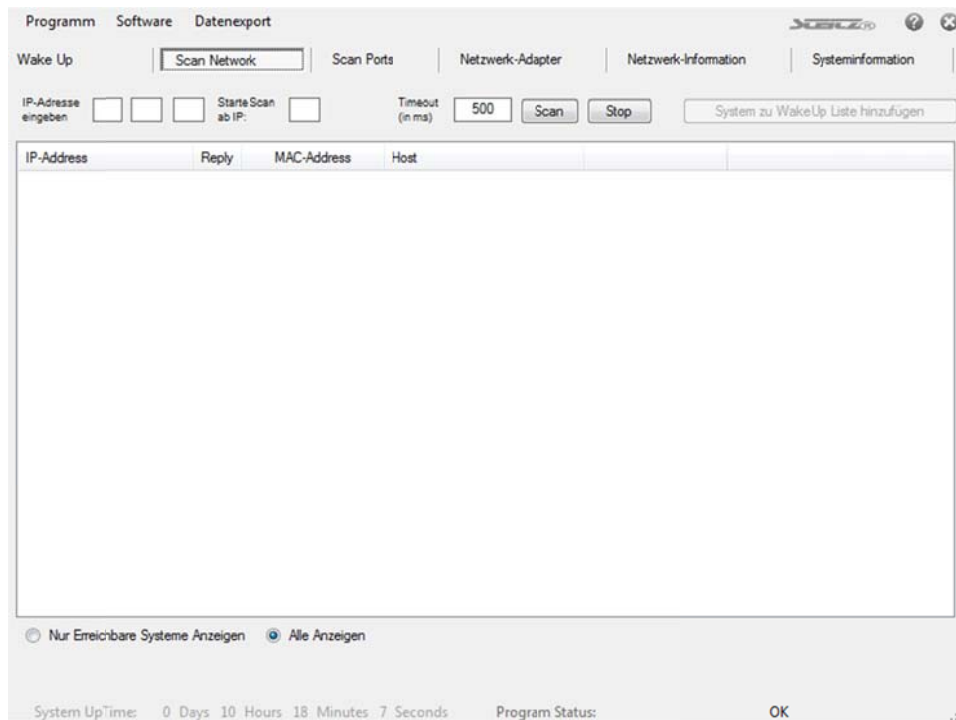 Programm Software Datenexport
Wake Up Scan Network Scan Ports Netzwerk-Adapter Netzwerk-Information Systeminformation
IP-Adresse eingeben Starte Scan ab IP: Timeout (in ms) 500 Scan Stop System zu WakeUp Liste hinzufügen
IP-Address Reply MAC-Address Host
Nur Erreichbare Systeme Anzeigen Alle Anzeigen
System UpTime: 0 Days 10 Hours 18 Minutes 7 Seconds Program Status: OK